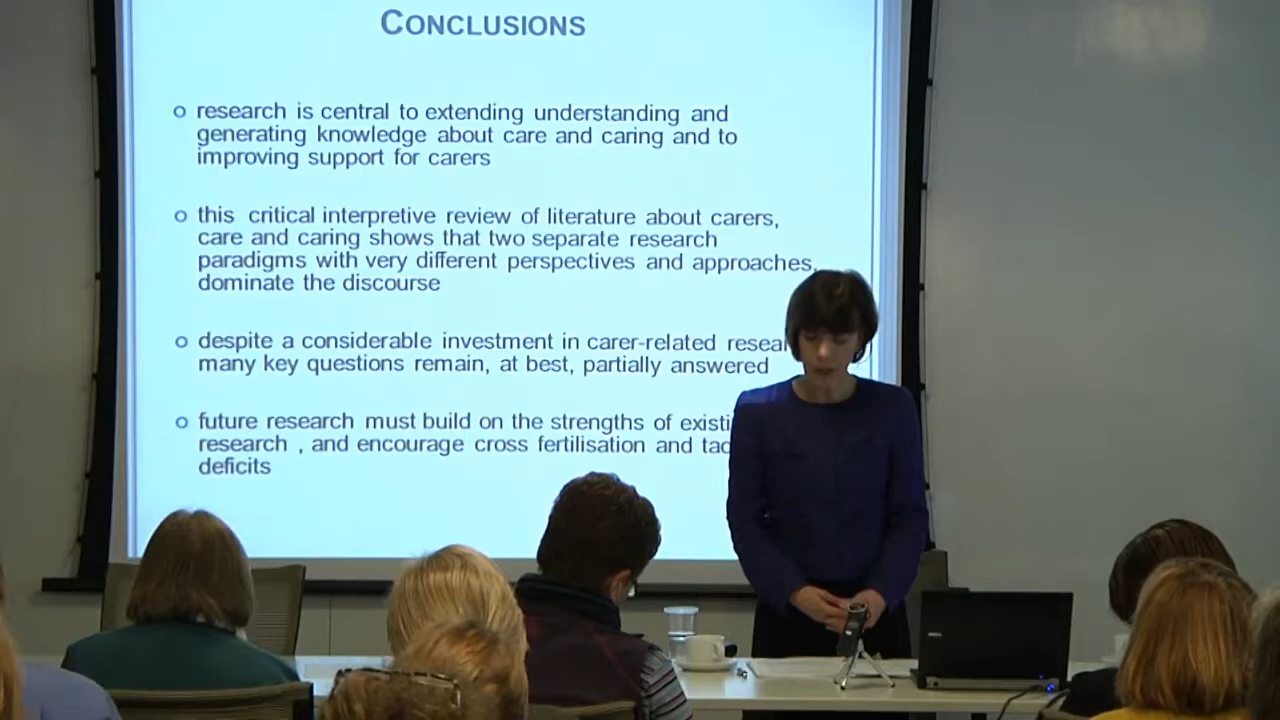 CONCLUSIONS
o research is central to extending understanding and
generating knowledge about care and caring and to
improving support for carers
o this critical interpretive review of literature about carers,
care and caring shows that two separate research
paradigms with very different perspectives and approaches,
dominate the discourse
o despite a considerable investment in carer-related
many key questions remain, at best, partially answered
o future research must build on the strengths of
research , and encourage cross fertilisation and
deficits